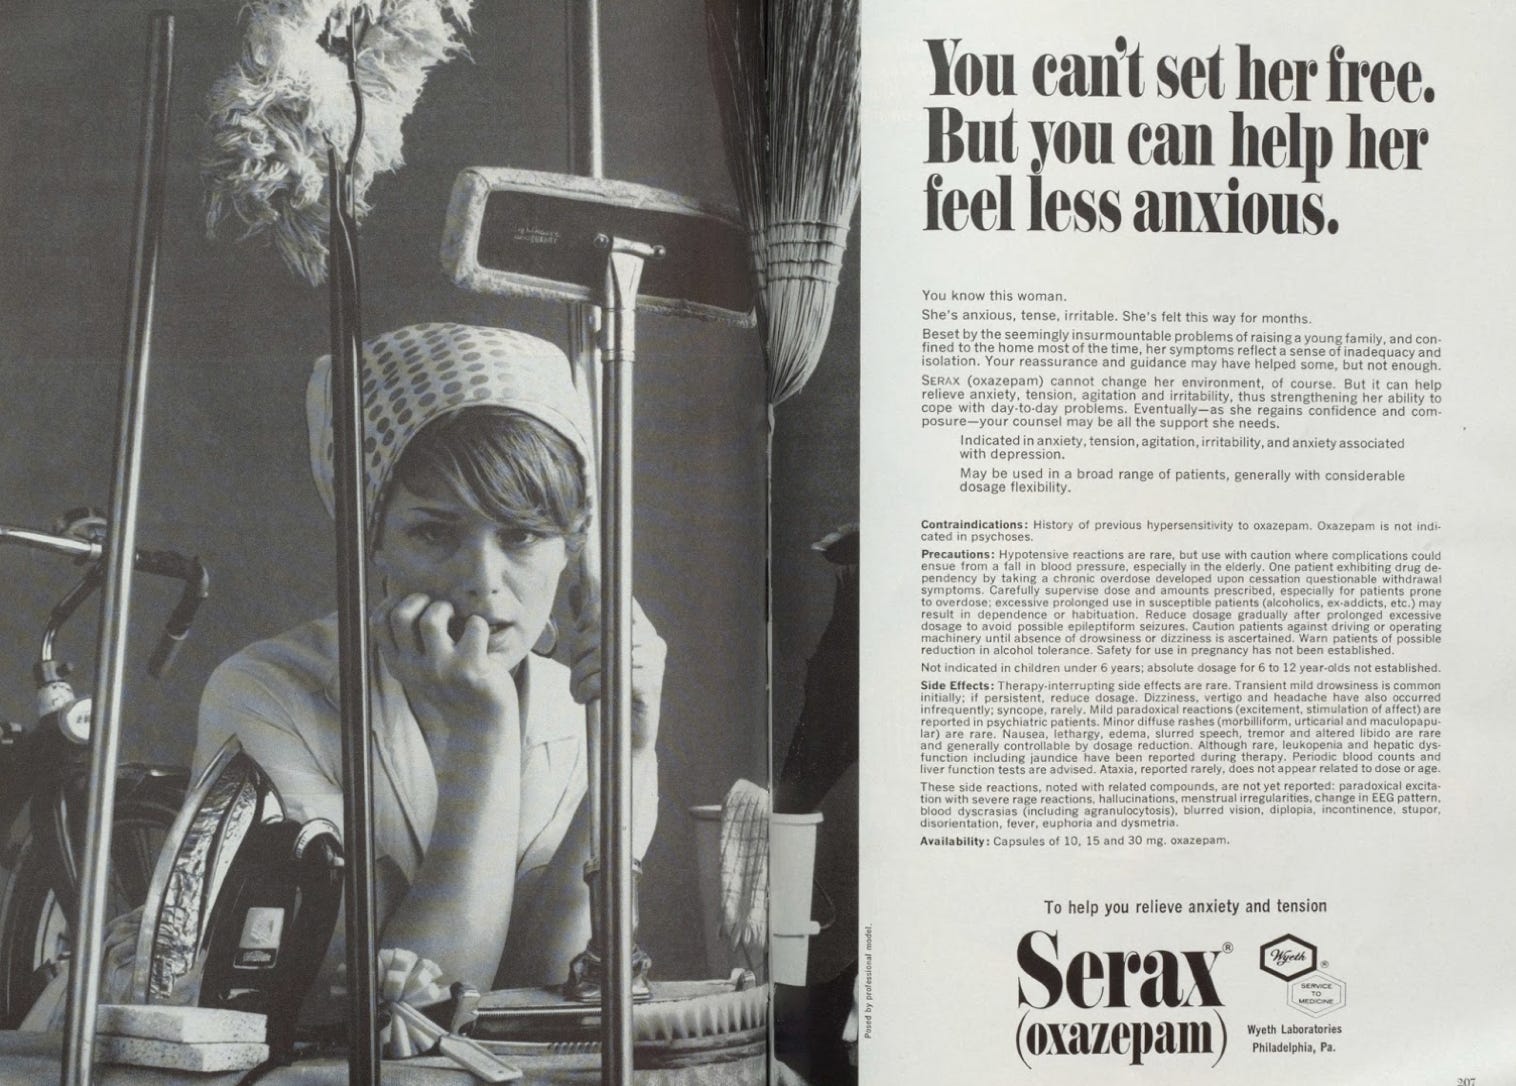 You can't set her free.
But you can help her
feel less anxious.
You know this woman.
She's anxious, tense, irritable. She's felt this way for months.
Beset by the seemingly insurmountable problems of raising a young family, and con-
fined to the home most of the time, her symptoms reflect a sense of inadequacy and
isolation. Your reassurance and guidance may have helped some, but not enough.
SERAX (oxazepam) cannot change her environment, of course. But it can help
relieve anxiety, tension, agitation and irritability, thus strengthening her ability to
cope with day-to-day problems. Eventually—as she regains confidence and com-
posure—your counsel may be all the support she needs.
Indicated in anxiety, tension, agitation, irritability, and anxiety associated
with depression.
May be used in a broad range of patients, generally with considerable
dosage flexibility.
Contraindications: History of previous hypersensitivity to oxazepam. Oxazepam is not indi-
cated in psychoses.
Precautions: Hypotensive reactions are rare, but use with caution where complications could
ensue from a fall in blood pressure, especially in the elderly. One patient exhibiting drug de-
pendency by taking a chronic overdose developed upon cessation questionable withdrawal
symptoms. Carefully supervise dose and amounts prescribed, especially for patients prone
to overdose; excessive prolonged use in susceptible patients (alcoholics, ex-addicts, etc.) may
result in dependence or habituation. Reduce dosage gradually after prolonged excessive
dosage to avoid possible epileptiform seizures. Caution patients against driving or operating
machinery until absence of drowsiness or dizziness is ascertained. Warn patients of possible
reduction in alcohol tolerance. Safety for use in pregnancy has not been established.
Not indicated in children under 6 years; absolute dosage for 6 to 12 year-olds not established.
Side Effects: Therapy-interrupting side effects are rare. Transient mild drowsiness is common
initially; if persistent, reduce dosage. Dizziness, vertigo and headache have also occurred
infrequently; syncope, rarely. Mild paradoxical reactions (excitement, stimulation of affect) are
reported in psychiatric patients. Minor diffuse rashes (morbilliform, urticarial and maculopapu-
lar) are rare. Nausea, lethargy, edema, slurred speech, tremor and altered libido are rare
and generally controllable by dosage reduction. Although rare, leukopenia and hepatic dys-
function including jaundice have been reported during therapy. Periodic blood counts and
liver function tests are advised. Ataxia, reported rarely, does not appear related to dose or age.
These side reactions, noted with related compounds, are not yet reported: paradoxical excita-
tion with severe rage reactions, hallucinations, menstrual irregularities, change in EEG pattern,
blood dyscrasias (including agranulocytosis), blurred vision, diplopia, incontinence, stupor,
disorientation, fever, euphoria and dysmetria.
Availability: Capsules of 10, 15 and 30 mg. oxazepam.
Posed by professional model.
To help you relieve anxiety and tension
Serax®
(oxazepam)
Wyeth ®
SERVICE
TO
MEDICINE
Wyeth Laboratories
Philadelphia, Pa.
207